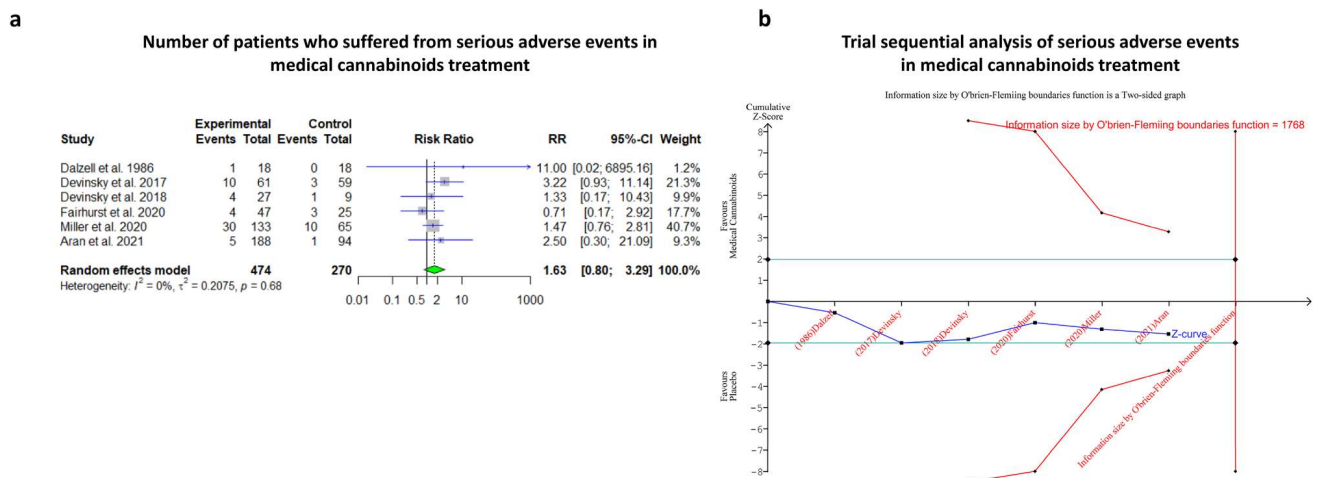 a
Number of patients who suffered from serious adverse events in
medical cannabinoids treatment
Experimental Control
Study Events Total Events Total Risk Ratio RR 95%-CI Weight
Dalzell et al. 1986 1 18 0 18 11.00 [0.02; 6895.16] 1.2%
Devinsky et al. 2017 10 61 3 59 3.22 [0.93; 11.14] 21.3%
Devinsky et al. 2018 4 27 1 9 1.33 [0.17; 10.43] 9.9%
Fairhurst et al. 2020 4 47 3 25 0.71 [0.17; 2.92] 17.7%
Miller et al. 2020 30 133 10 65 1.47 [0.76; 2.81] 40.7%
Aran et al. 2021 5 188 1 94 2.50 [0.30; 21.09] 9.3%
Random effects model 474 270 1.63 [0.80; 3.29] 100.0%
Heterogeneity: I² = 0%, τ² = 0.2075, p = 0.68
0.01 0.1 0.5 2 10 1000
b
Trial sequential analysis of serious adverse events
in medical cannabinoids treatment
Information size by O'brien-Flemiing boundaries function is a Two-sided graph
Cumulative
Z-Score
Information size by O'brien-Flemiing boundaries function = 1768
8
7
6
5
4
3
2
1
-1
-2
-3
-4
-5
-6
-7
-8
Favours
Medical Cannabinoids
Favours
Placebo
(1986)Dalzell
(2017)Devinsky
(2018)Devinsky
(2020)Fairhurst
(2020)Miller
(2021)Aran
Z-curve
Information size by O'brien-Flemiing boundaries function